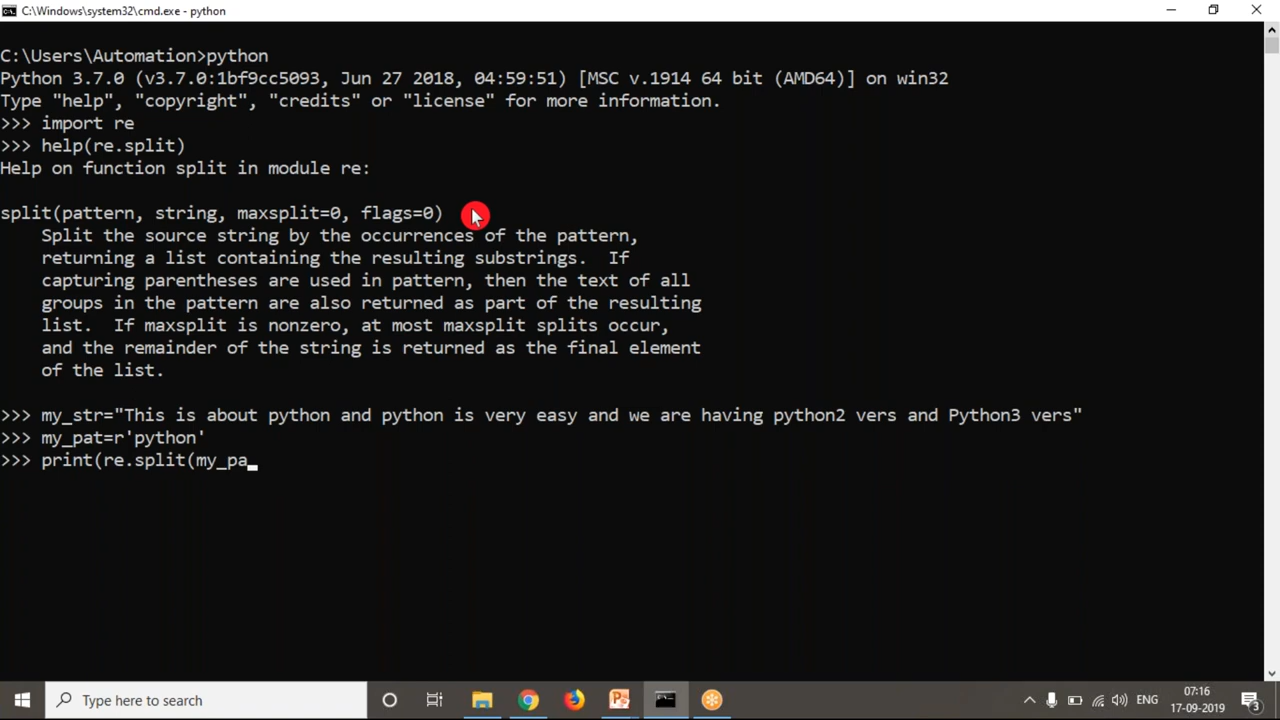 C:\Windows\system32\cmd.exe - python
C:\Users\Automation>python
Python 3.7.0 (v3.7.0:1bf9cc5093, Jun 27 2018, 04:59:51) [MSC v.1914 64 bit (AMD64)] on win32
Type "help", "copyright", "credits" or "license" for more information.
>>> import re
>>> help(re.split)
Help on function split in module re:
split(pattern, string, maxsplit=0, flags=0)
Split the source string by the occurrences of the pattern,
returning a list containing the resulting substrings.  If
capturing parentheses are used in pattern, then the text of all
groups in the pattern are also returned as part of the resulting
list.  If maxsplit is nonzero, at most maxsplit splits occur,
and the remainder of the string is returned as the final element
of the list.
>>> my_str="This is about python and python is very easy and we are having python2 vers and Python3 vers"
>>> my_pat=r'python'
>>> print(re.split(my_pa
Type here to search
ENG
07:16
17-09-2019
3